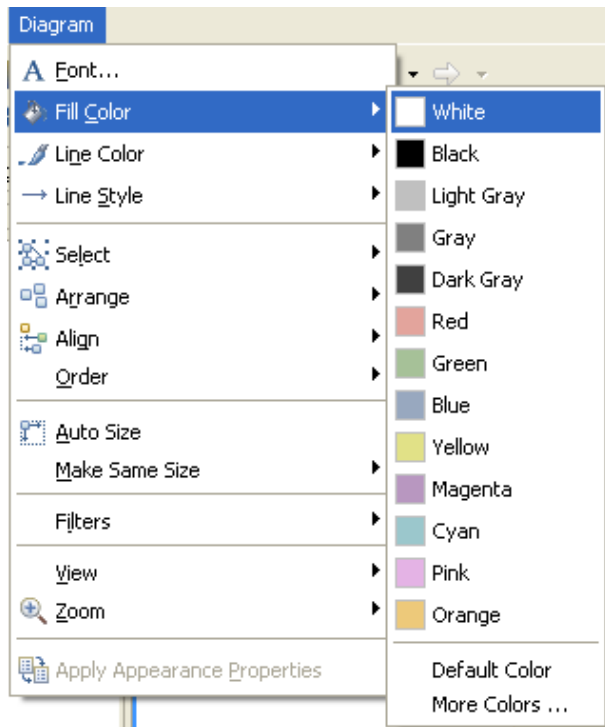 Diagram
Font...
Fill Color
Line Color
Line Style
Select
Arrange
Align
Order
Auto Size
Make Same Size
Filters
View
Zoom
Apply Appearance Properties
White
Black
Light Gray
Gray
Dark Gray
Red
Green
Blue
Yellow
Magenta
Cyan
Pink
Orange
Default Color
More Colors ...